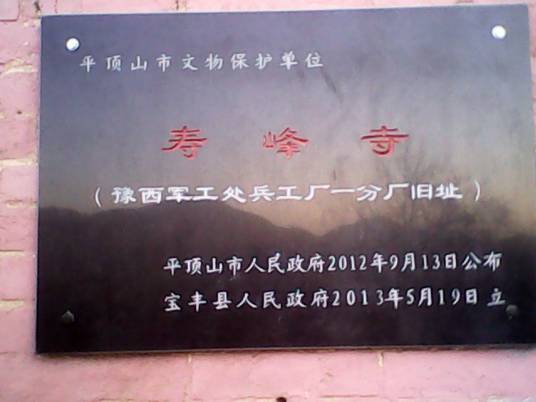 平顶山市文物保护单位
寿峰寺
（豫西军工处兵工厂一分厂旧址）
平顶山市人民政府2012年9月13日公布
宝丰县人民政府2013年5月19日立